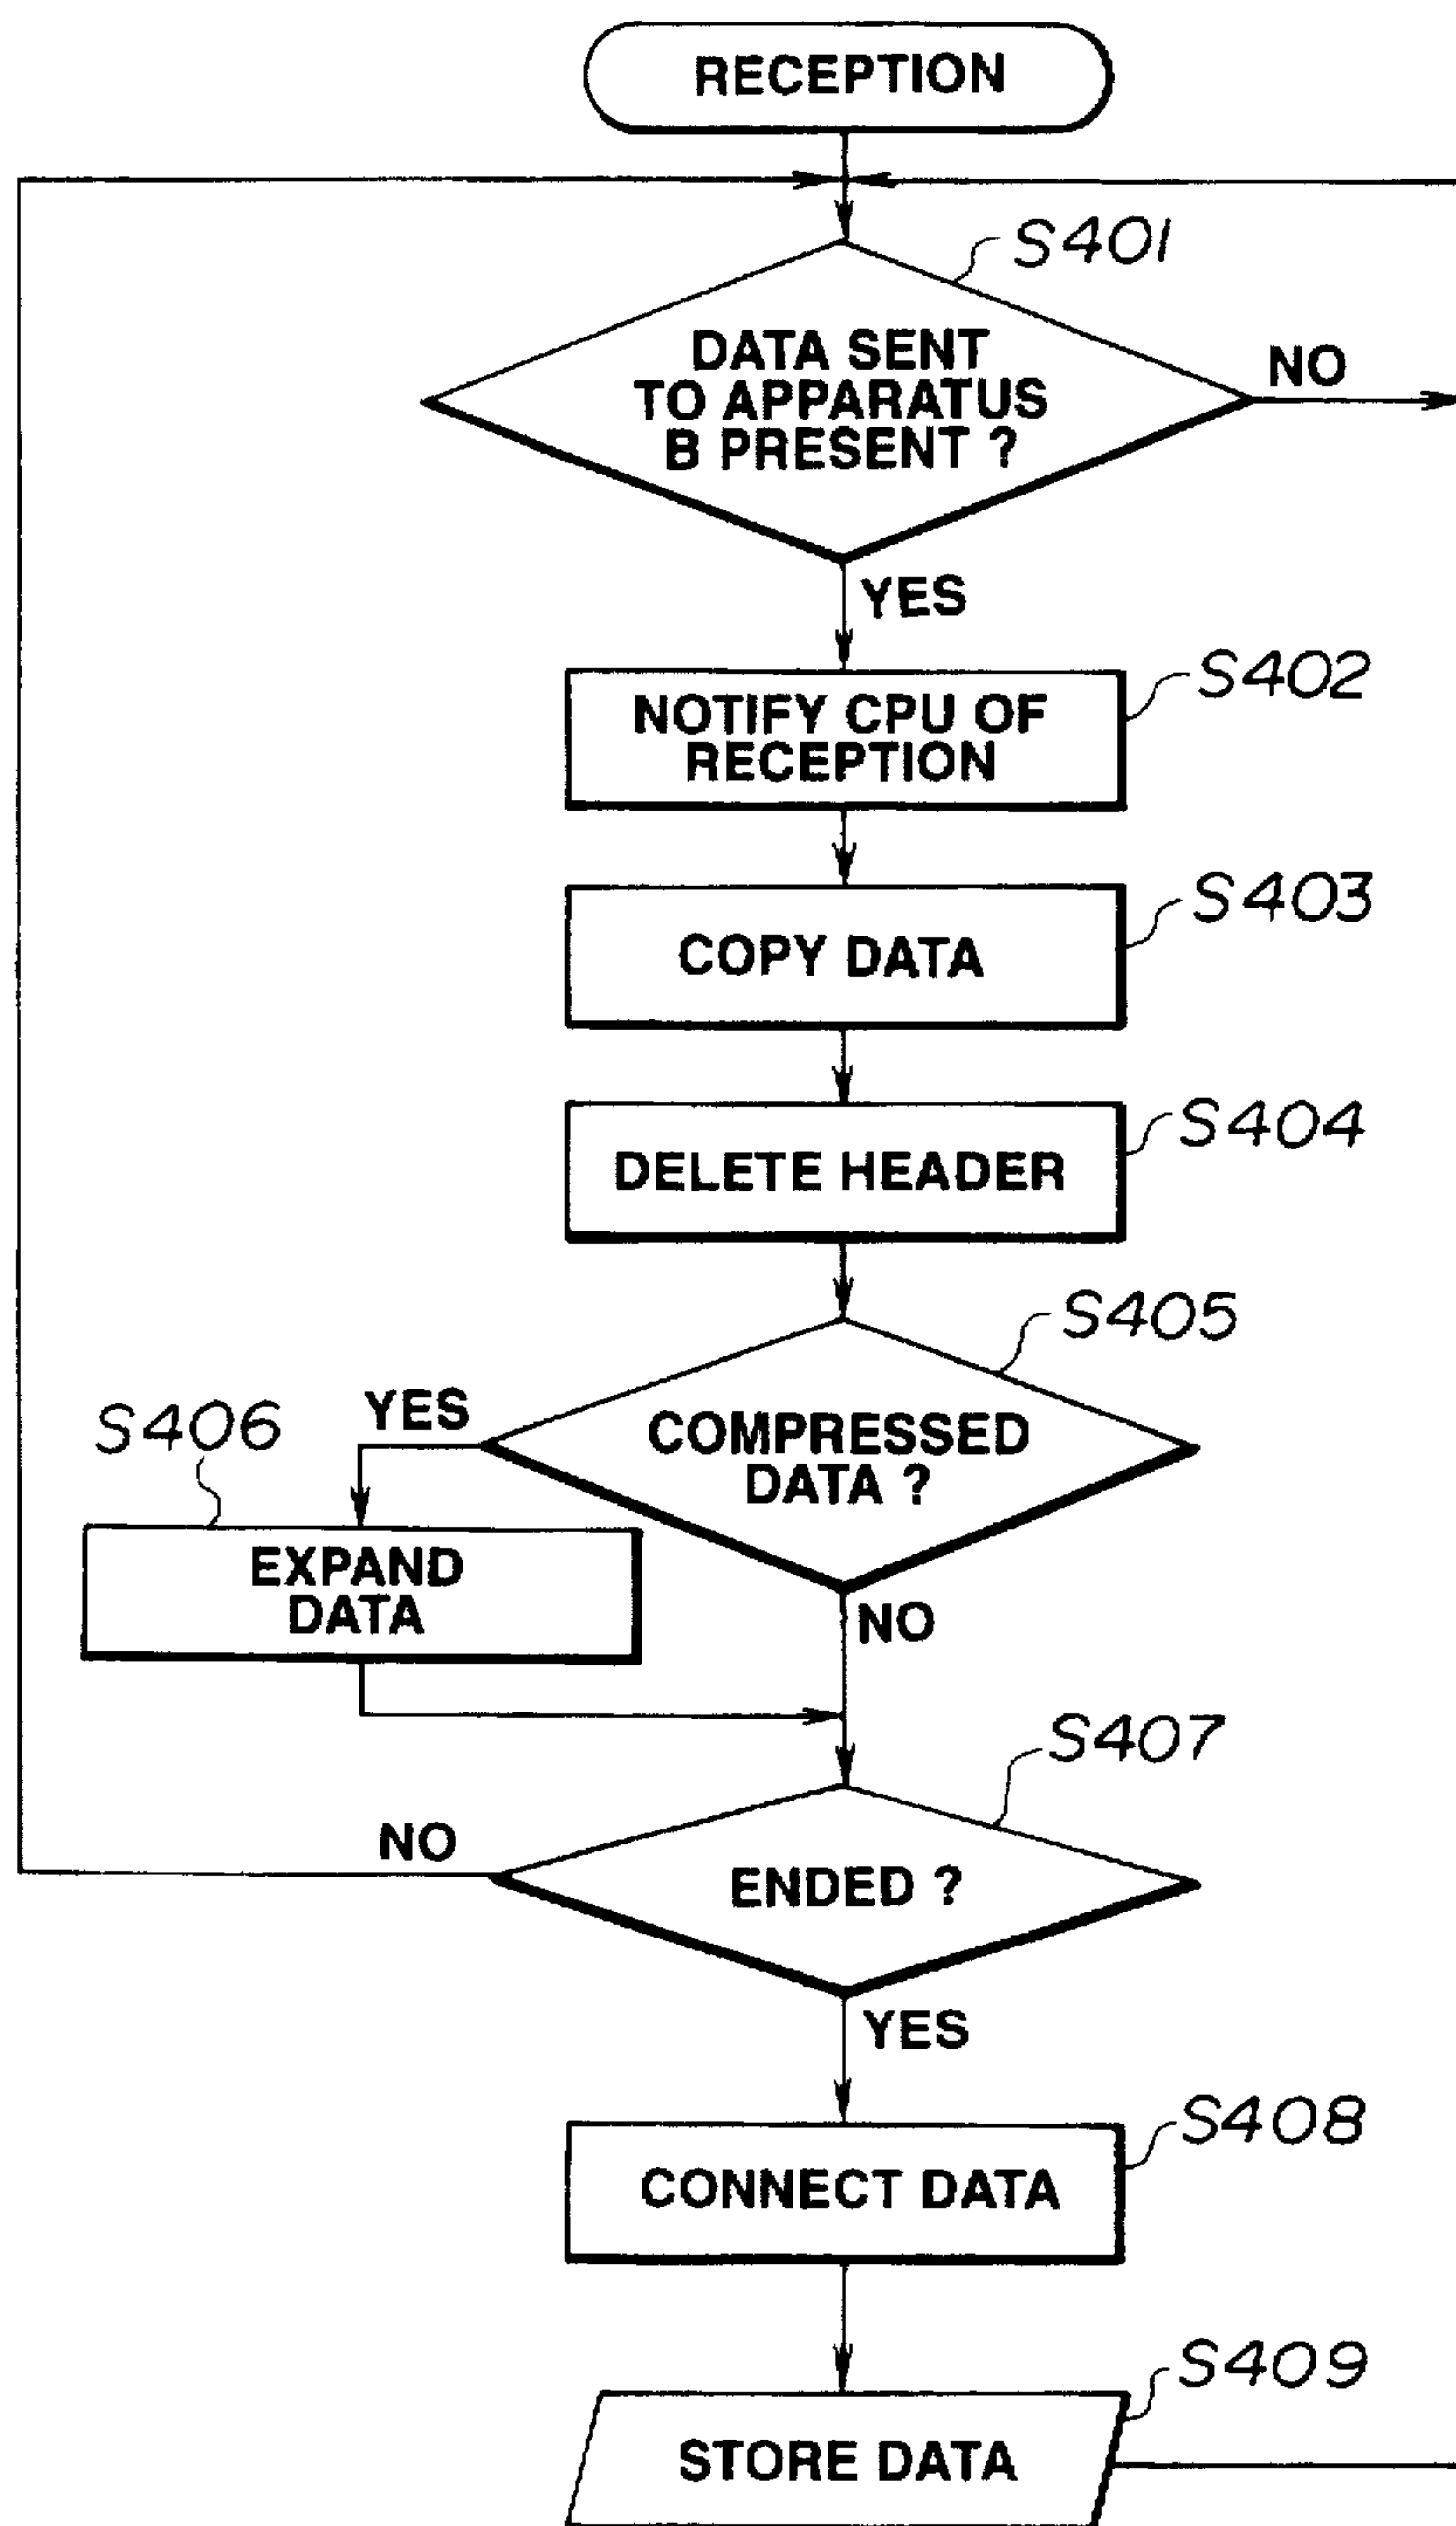 RECEPTION
S401
DATA SENT
TO APPARATUS
B PRESENT ?
NO
YES
S402
NOTIFY CPU OF
RECEPTION
S403
COPY DATA
S404
DELETE HEADER
S405
COMPRESSED
DATA ?
YES
S406
EXPAND
DATA
NO
S407
ENDED ?
NO
YES
S408
CONNECT DATA
S409
STORE DATA